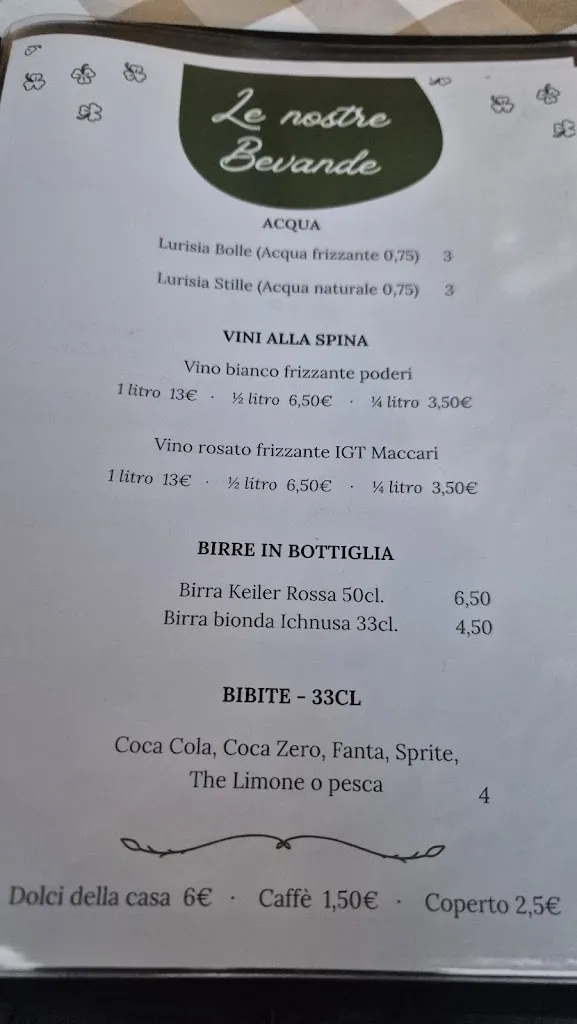 Le nostre
Bevande
ACQUA
Lurisia Bolle (Acqua frizzante 0,75) 3
Lurisia Stille (Acqua naturale 0,75) 3
VINI ALLA SPINA
Vino bianco frizzante poderi
1 litro 13€ · ½ litro 6,50€ · ¼ litro 3,50€
Vino rosato frizzante IGT Maccari
1 litro 13€ · ½ litro 6,50€ · ¼ litro 3,50€
BIRRE IN BOTTIGLIA
Birra Keiler Rossa 50cl. 6,50
Birra bionda Ichnusa 33cl. 4,50
BIBITE - 33CL
Coca Cola, Coca Zero, Fanta, Sprite,
The Limone o pesca 4
Dolci della casa 6€ · Caffè 1,50€ · Coperto 2,5€